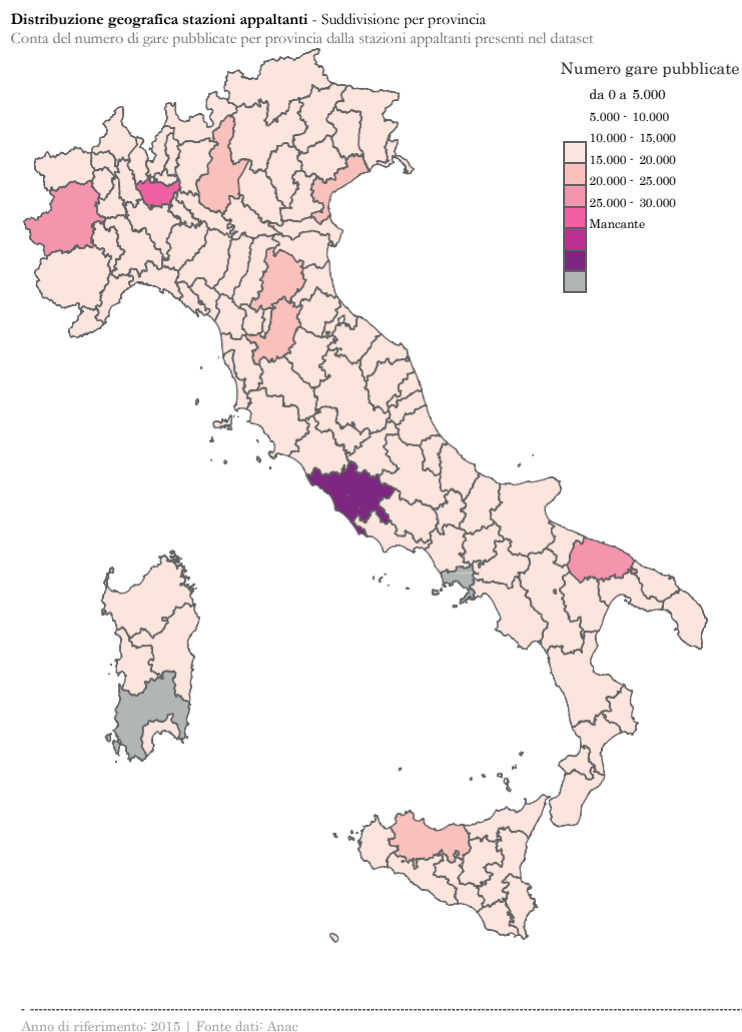 Distribuzione geografica stazioni appaltanti - Suddivisione per provincia
Conta del numero di gare pubblicate per provincia dalla stazioni appaltanti presenti nel dataset
Numero gare pubblicate
da 0 a 5.000
5.000 - 10.000
10.000 - 15,000
15.000 - 20.000
20.000 - 25.000
25.000 - 30.000
Mancante
Anno di riferimento: 2015 | Fonte dati: Anac